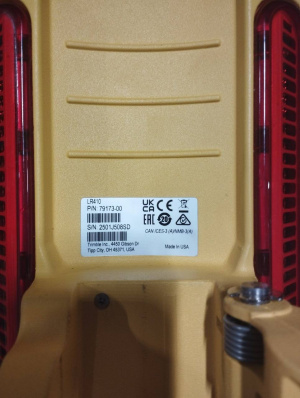 LR410
P/N: 79173-00
S/N: 2501J508SD
Trimble Inc., 4450 Gibson Dr
Tipp City, OH 45371, USA
UK
CA
CE
EAC
CAN ICES-3 (A)/NMB-3(A)
Made in USA